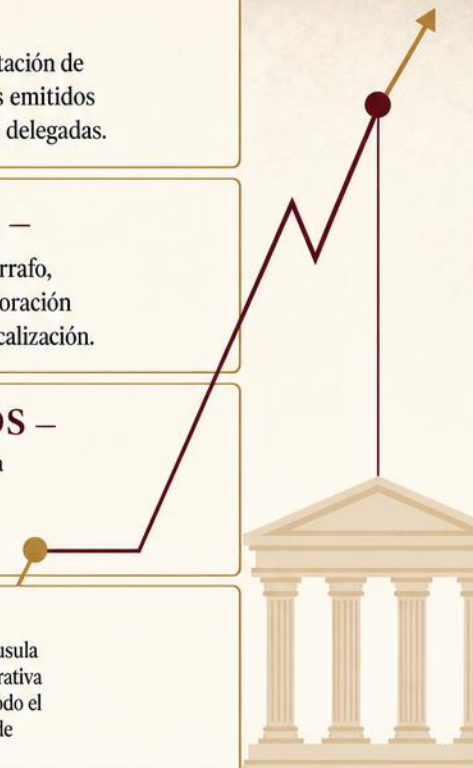 tación de
s emitidos
delegadas.
–
rrafo,
oración
calización.
OS –
a
usula
rativa
odo el
de